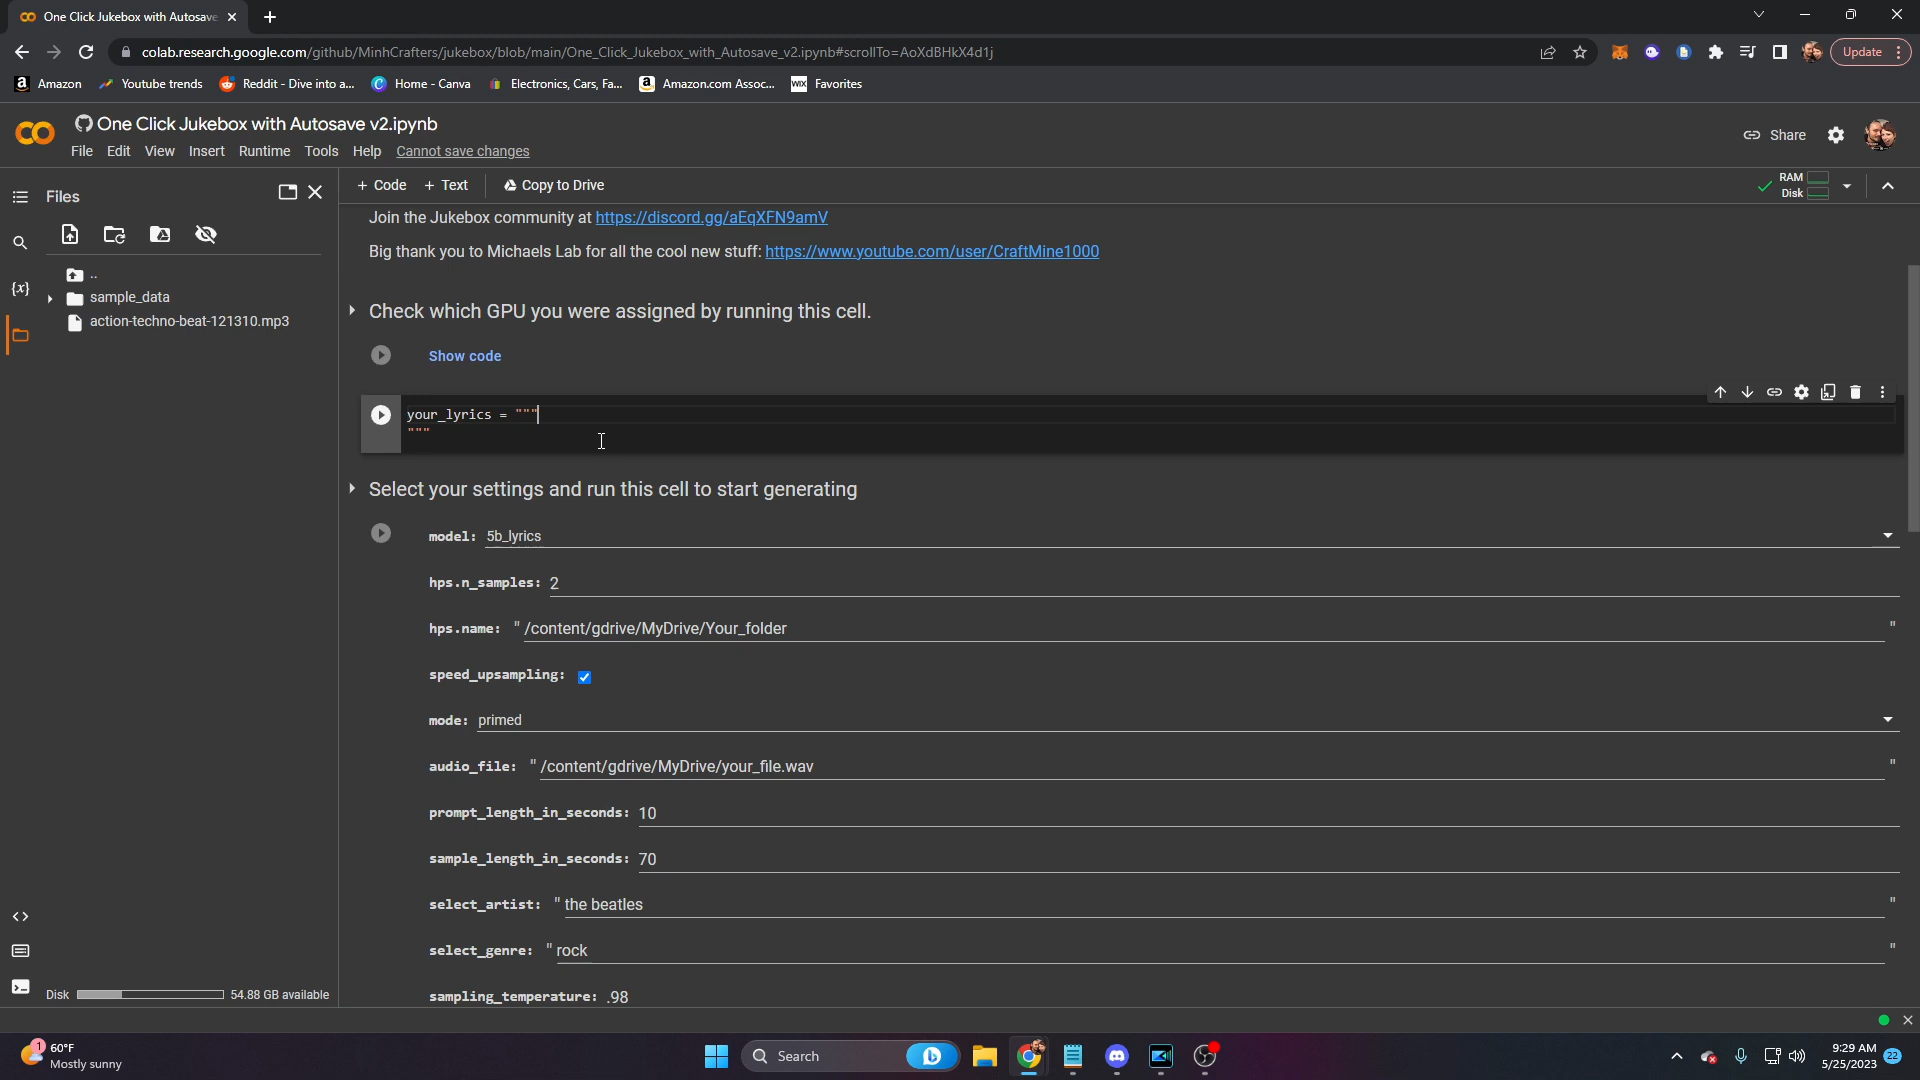 One Click Jukebox with Autosave
colab.research.google.com/github/MinhCrafters/jukebox/blob/main/One_Click_Jukebox_with_Autosave_v2.ipynb#scrollTo=AoXdBHkX4d1j
Update
Amazon
Youtube trends
Reddit - Dive into a...
Home - Canva
Electronics, Cars, Fa...
Amazon.com Assoc...
WIX Favorites
One Click Jukebox with Autosave v2.ipynb
File Edit View Insert Runtime Tools Help Cannot save changes
Share
Files
+ Code + Text Copy to Drive
RAM
Disk
..
sample_data
action-techno-beat-121310.mp3
{x}
Join the Jukebox community at https://discord.gg/aEqXFN9amV
Big thank you to Michaels Lab for all the cool new stuff: https://www.youtube.com/user/CraftMine1000
Check which GPU you were assigned by running this cell.
Show code
your_lyrics = """
"""
Select your settings and run this cell to start generating
model: 5b_lyrics
hps.n_samples: 2
hps.name: "/content/gdrive/MyDrive/Your_folder"
speed_upsampling:
mode: primed
audio_file: "/content/gdrive/MyDrive/your_file.wav"
prompt_length_in_seconds: 10
sample_length_in_seconds: 70
select_artist: "the beatles"
select_genre: "rock"
sampling_temperature: .98
Disk 54.88 GB available
1
60°F
Mostly sunny
Search
9:29 AM
5/25/2023
22